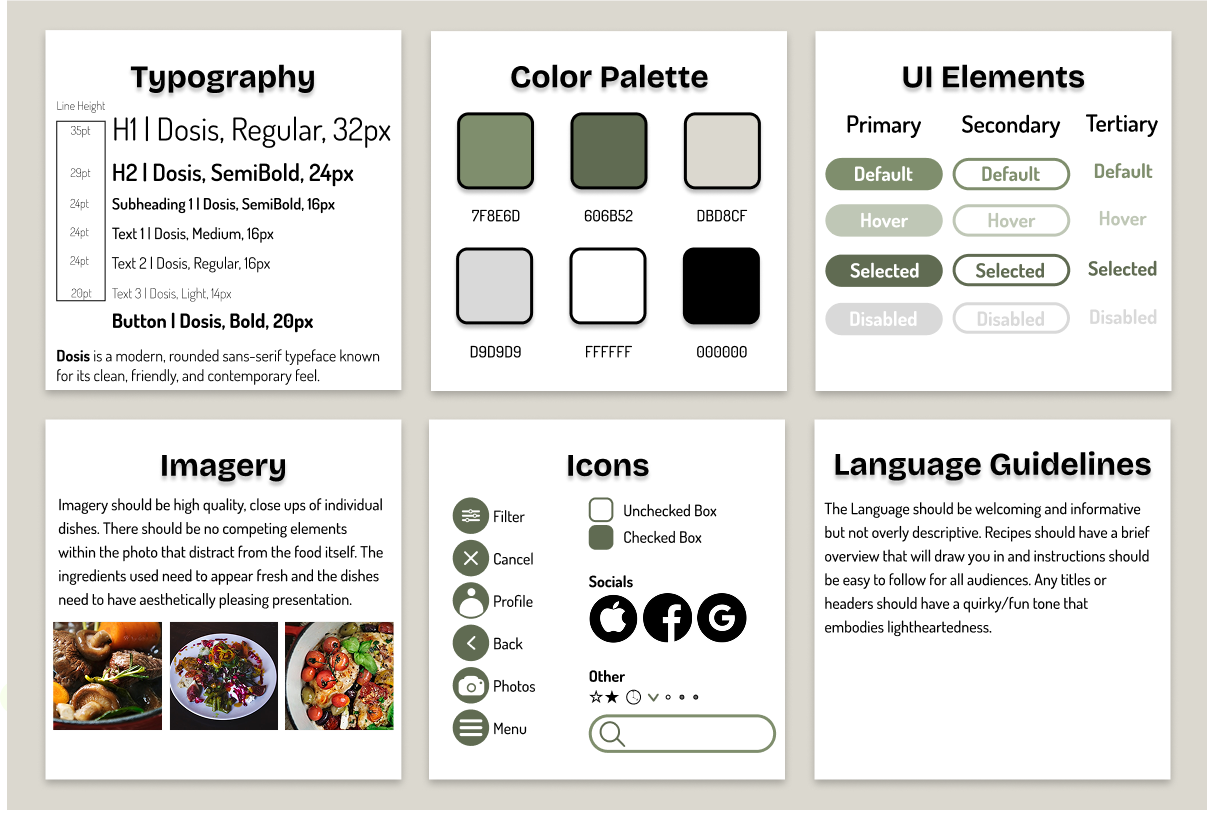 Typography
Line Height
35pt
H1 | Dosis, Regular, 32px
29pt
H2 | Dosis, SemiBold, 24px
24pt
Subheading 1 | Dosis, SemiBold, 16px
24pt
Text 1 | Dosis, Medium, 16px
24pt
Text 2 | Dosis, Regular, 16px
20pt
Text 3 | Dosis, Light, 14px
Button | Dosis, Bold, 20px
Dosis is a modern, rounded sans-serif typeface known
for its clean, friendly, and contemporary feel.
Color Palette
7F8E6D
606B52
DBD8CF
D9D9D9
FFFFFF
000000
UI Elements
Primary
Secondary
Tertiary
Default
Default
Default
Hover
Hover
Hover
Selected
Selected
Selected
Disabled
Disabled
Disabled
Imagery
Imagery should be high quality, close ups of individual
dishes. There should be no competing elements
within the photo that distract from the food itself. The
ingredients used need to appear fresh and the dishes
need to have aesthetically pleasing presentation.
Icons
Filter
Cancel
Profile
Back
Photos
Menu
Unchecked Box
Checked Box
Socials
Other
Language Guidelines
The Language should be welcoming and informative
but not overly descriptive. Recipes should have a brief
overview that will draw you in and instructions should
be easy to follow for all audiences. Any titles or
headers should have a quirky/fun tone that
embodies lightheartedness.